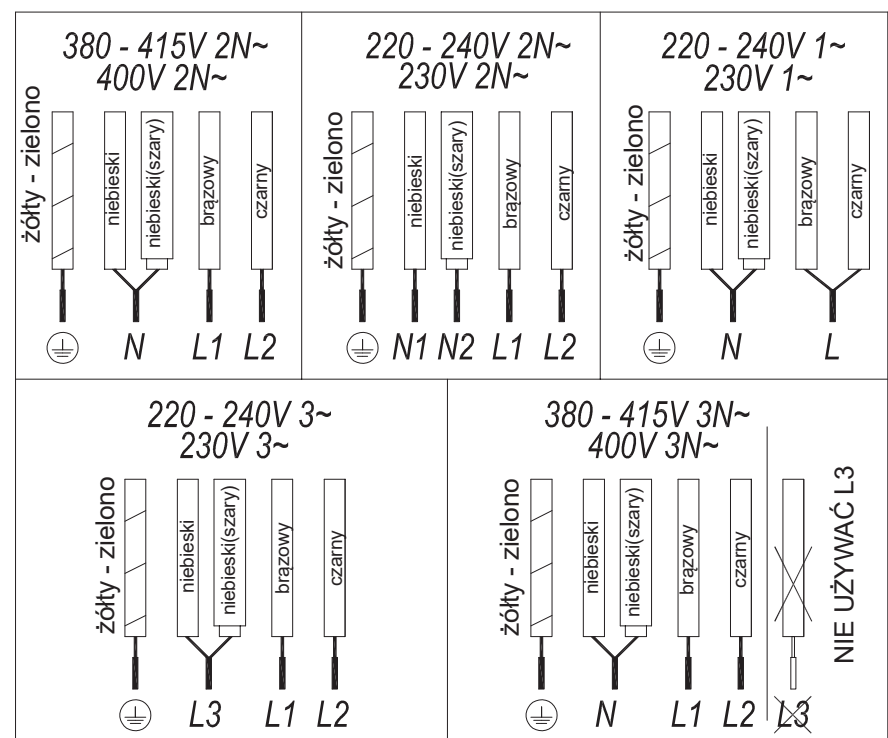 380 - 415V 2N~
400V 2N~
żółty - zielono
niebieski
niebieski(szary)
brązowy
czarny
N L1 L2
220 - 240V 2N~
230V 2N~
żółty - zielono
niebieski
niebieski(szary)
brązowy
czarny
N1 N2 L1 L2
220 - 240V 1~
230V 1~
żółty - zielono
niebieski
niebieski(szary)
brązowy
czarny
N L
220 - 240V 3~
230V 3~
żółty - zielono
niebieski
niebieski(szary)
brązowy
czarny
L3 L1 L2
380 - 415V 3N~
400V 3N~
żółty - zielono
niebieski
niebieski(szary)
brązowy
czarny
NIE UŻYWAĆ L3
N L1 L2 L3